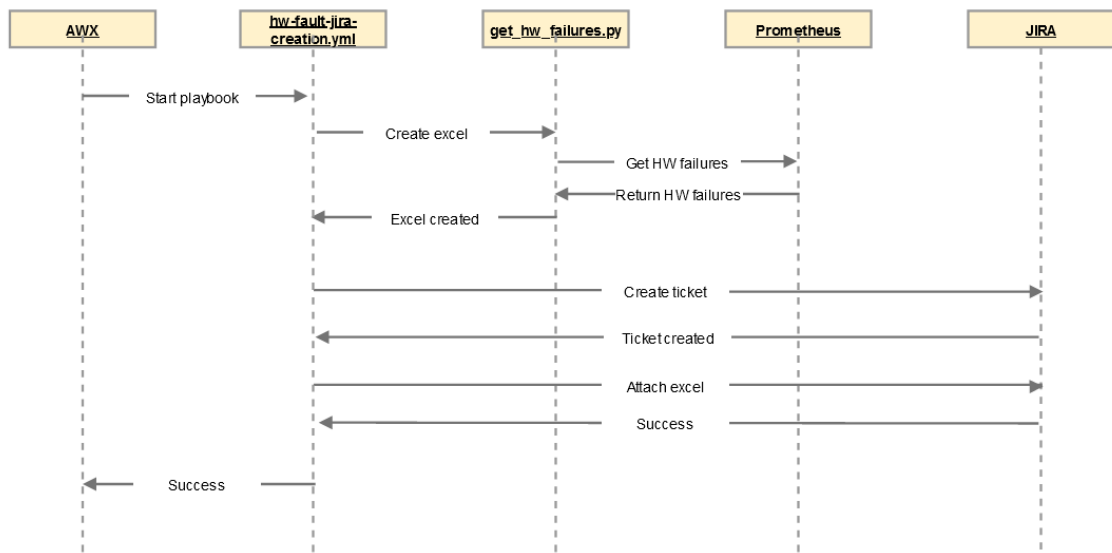 AWX
hw-fault-jira-
creation.yml
get_hw_failures.py
Prometheus
JIRA
Start playbook
Create excel
Get HW failures
Return HW failures
Excel created
Create ticket
Ticket created
Attach excel
Success
Success